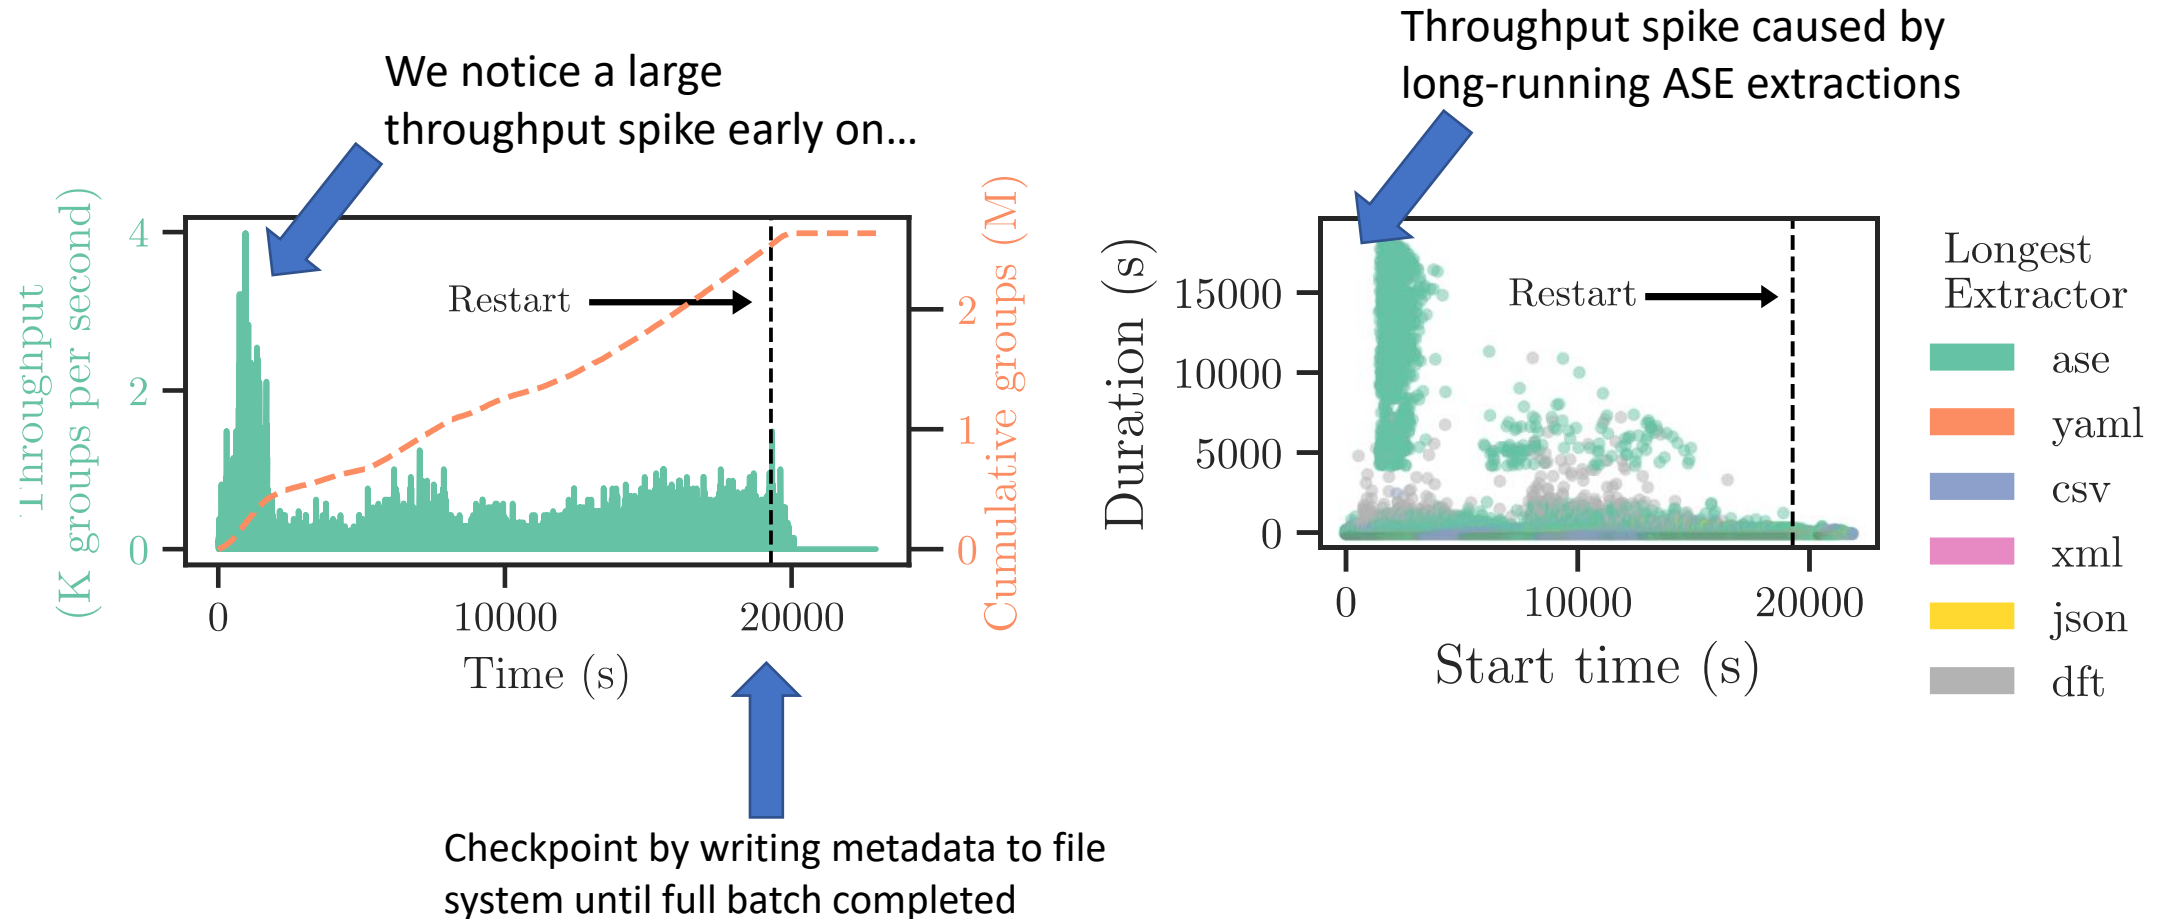 We notice a large
throughput spike early on…
Throughput spike caused by
long-running ASE extractions
Throughput
(K groups per second)
4
2
0
Restart
2
1
0
Cumulative groups (M)
0
10000
20000
Time (s)
Checkpoint by writing metadata to file
system until full batch completed
Duration (s)
15000
10000
5000
0
Restart
0
10000
20000
Start time (s)
Longest
Extractor
ase
yaml
csv
xml
json
dft